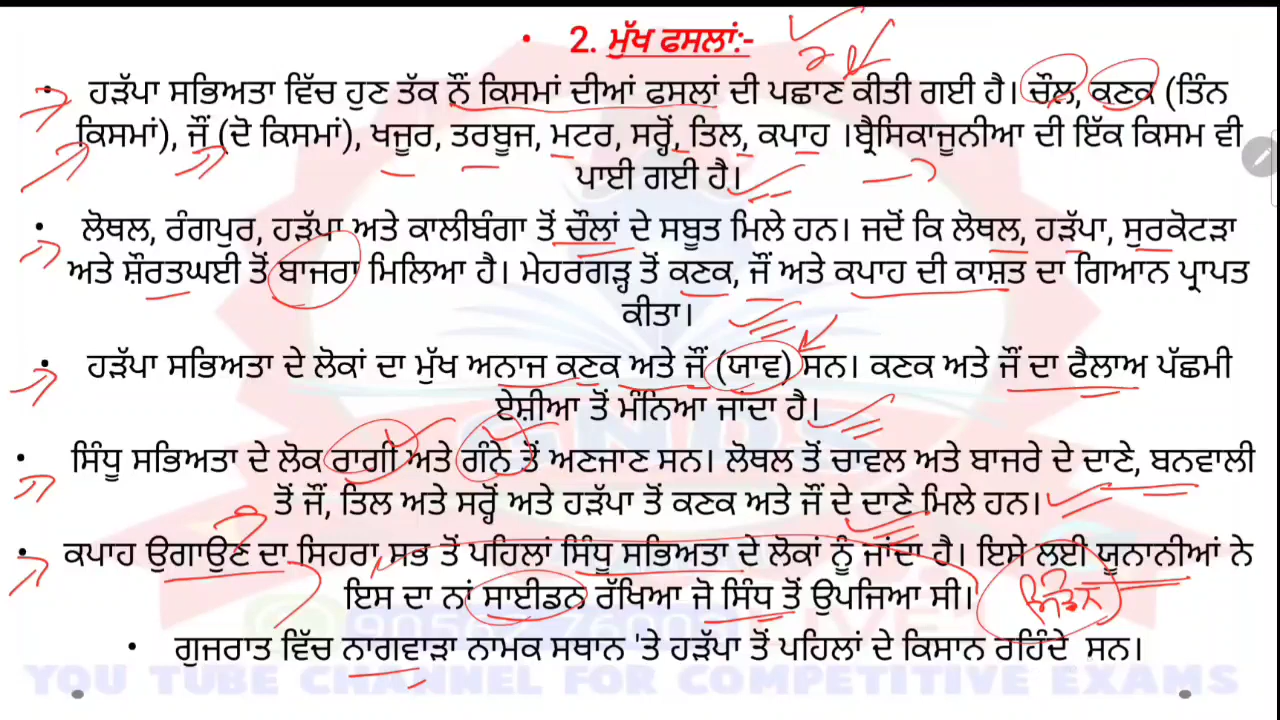 • 2. ਮੁੱਖ ਫਸਲਾਂ:-
• ਹੜੱਪਾ ਸਭਿਅਤਾ ਵਿੱਚ ਹੁਣ ਤੱਕ ਨੌਂ ਕਿਸਮਾਂ ਦੀਆਂ ਫਸਲਾਂ ਦੀ ਪਛਾਣ ਕੀਤੀ ਗਈ ਹੈ। ਚੌਲ, ਕਣਕ (ਤਿੰਨ
ਕਿਸਮਾਂ), ਜੌਂ (ਦੋ ਕਿਸਮਾਂ), ਖਜੂਰ, ਤਰਬੂਜ, ਮਟਰ, ਸਰ੍ਹੋਂ, ਤਿਲ, ਕਪਾਹ ।ਬ੍ਰੈਸਿਕਾਜੂਨੀਆ ਦੀ ਇੱਕ ਕਿਸਮ ਵੀ
ਪਾਈ ਗਈ ਹੈ।
• ਲੋਥਲ, ਰੰਗਪੁਰ, ਹੜੱਪਾ ਅਤੇ ਕਾਲੀਬੰਗਾ ਤੋਂ ਚੌਲਾਂ ਦੇ ਸਬੂਤ ਮਿਲੇ ਹਨ। ਜਦੋਂ ਕਿ ਲੋਥਲ, ਹੜੱਪਾ, ਸੁਰਕੋਟੜਾ
ਅਤੇ ਸ਼ੌਰਤਘਈ ਤੋਂ ਬਾਜਰਾ ਮਿਲਿਆ ਹੈ। ਮੇਹਰਗੜ੍ਹ ਤੋਂ ਕਣਕ, ਜੌਂ ਅਤੇ ਕਪਾਹ ਦੀ ਕਾਸ਼ਤ ਦਾ ਗਿਆਨ ਪ੍ਰਾਪਤ
ਕੀਤਾ।
• ਹੜੱਪਾ ਸਭਿਅਤਾ ਦੇ ਲੋਕਾਂ ਦਾ ਮੁੱਖ ਅਨਾਜ ਕਣਕ ਅਤੇ ਜੌਂ (ਯਾਵ) ਸਨ। ਕਣਕ ਅਤੇ ਜੌਂ ਦਾ ਫੈਲਾਅ ਪੱਛਮੀ
ਏਸ਼ੀਆ ਤੋਂ ਮੰਨਿਆ ਜਾਂਦਾ ਹੈ।
• ਸਿੰਧੂ ਸਭਿਅਤਾ ਦੇ ਲੋਕ ਰਾਗੀ ਅਤੇ ਗੰਨੇ ਤੋਂ ਅਣਜਾਣ ਸਨ। ਲੋਥਲ ਤੋਂ ਚਾਵਲ ਅਤੇ ਬਾਜਰੇ ਦੇ ਦਾਣੇ, ਬਨਵਾਲੀ
ਤੋਂ ਜੌਂ, ਤਿਲ ਅਤੇ ਸਰ੍ਹੋਂ ਅਤੇ ਹੜੱਪਾ ਤੋਂ ਕਣਕ ਅਤੇ ਜੌਂ ਦੇ ਦਾਣੇ ਮਿਲੇ ਹਨ।
• ਕਪਾਹ ਉਗਾਉਣ ਦਾ ਸਿਹਰਾ ਸਭ ਤੋਂ ਪਹਿਲਾਂ ਸਿੰਧੂ ਸਭਿਅਤਾ ਦੇ ਲੋਕਾਂ ਨੂੰ ਜਾਂਦਾ ਹੈ। ਇਸੇ ਲਈ ਯੂਨਾਨੀਆਂ ਨੇ
ਇਸ ਦਾ ਨਾਂ ਸਾਈਡਨ ਰੱਖਿਆ ਜੋ ਸਿੰਧ ਤੋਂ ਉਪਜਿਆ ਸੀ।
• ਗੁਜਰਾਤ ਵਿੱਚ ਨਾਗਵਾੜਾ ਨਾਮਕ ਸਥਾਨ 'ਤੇ ਹੜੱਪਾ ਤੋਂ ਪਹਿਲਾਂ ਦੇ ਕਿਸਾਨ ਰਹਿੰਦੇ ਸਨ।
YOU TUBE CHANNEL FOR COMPETITIVE EXAMS